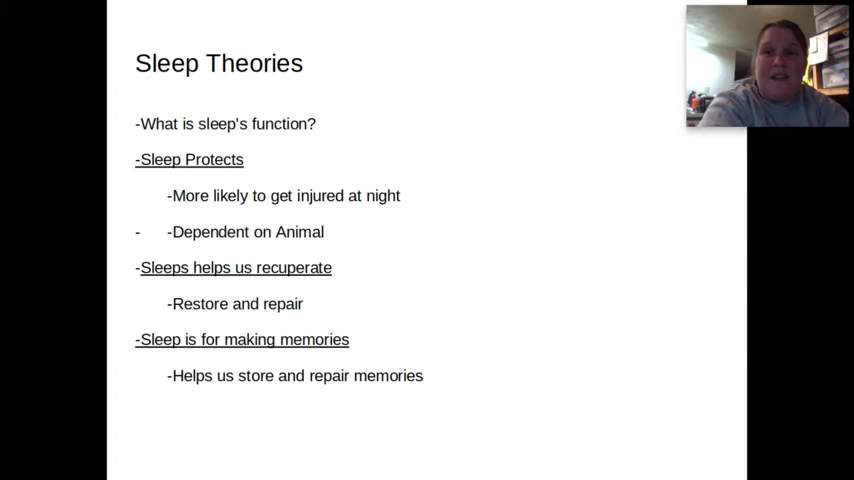 Sleep Theories
-What is sleep's function?
-Sleep Protects
-More likely to get injured at night
- -Dependent on Animal
-Sleeps helps us recuperate
-Restore and repair
-Sleep is for making memories
-Helps us store and repair memories